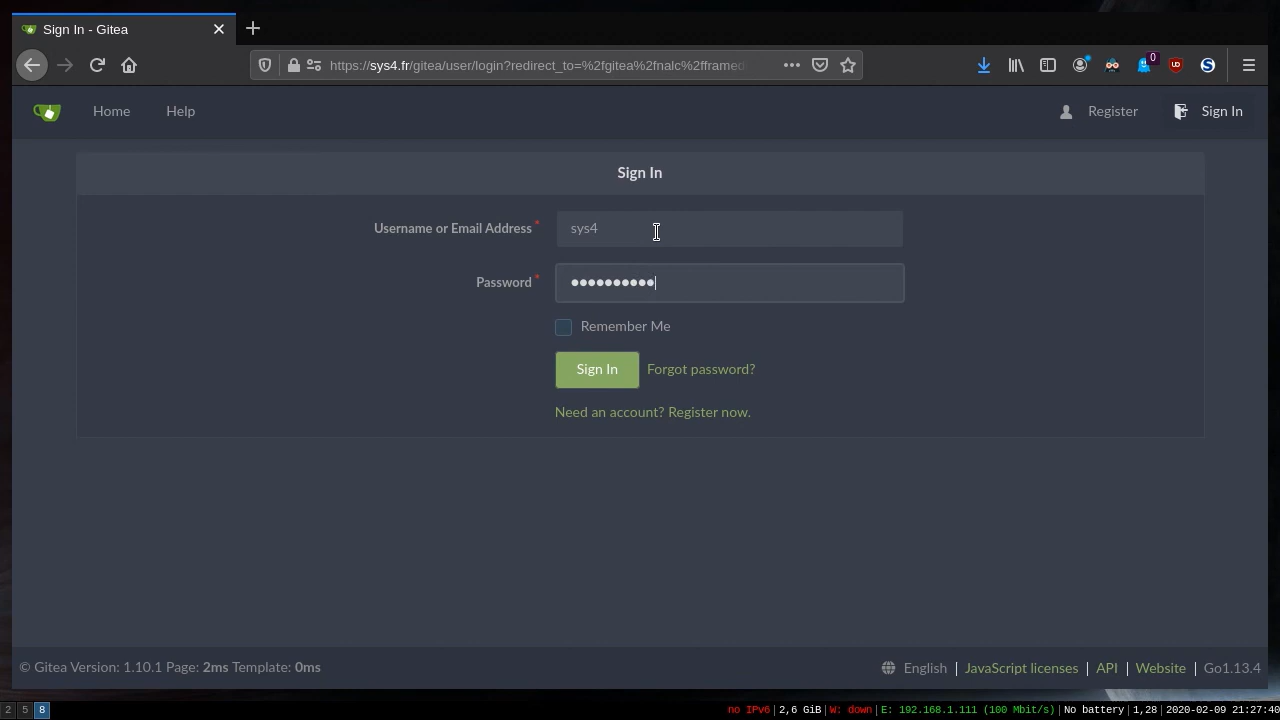 Sign In - Gitea
https://sys4.fr/gitea/user/login?redirect_to=%2fgitea%2fnalc%2fframed
0
Home
Help
Register
Sign In
Sign In
Username or Email Address *
sys4
Password *
Remember Me
Sign In
Forgot password?
Need an account? Register now.
© Gitea Version: 1.10.1 Page: 2ms Template: 0ms
English | JavaScript licenses | API | Website | Go1.13.4
2 5 8
no IPv6|2,6 GiB|W: down|E: 192.168.1.111 (100 Mbit/s)|No battery|1,28|2020-02-09 21:27:40